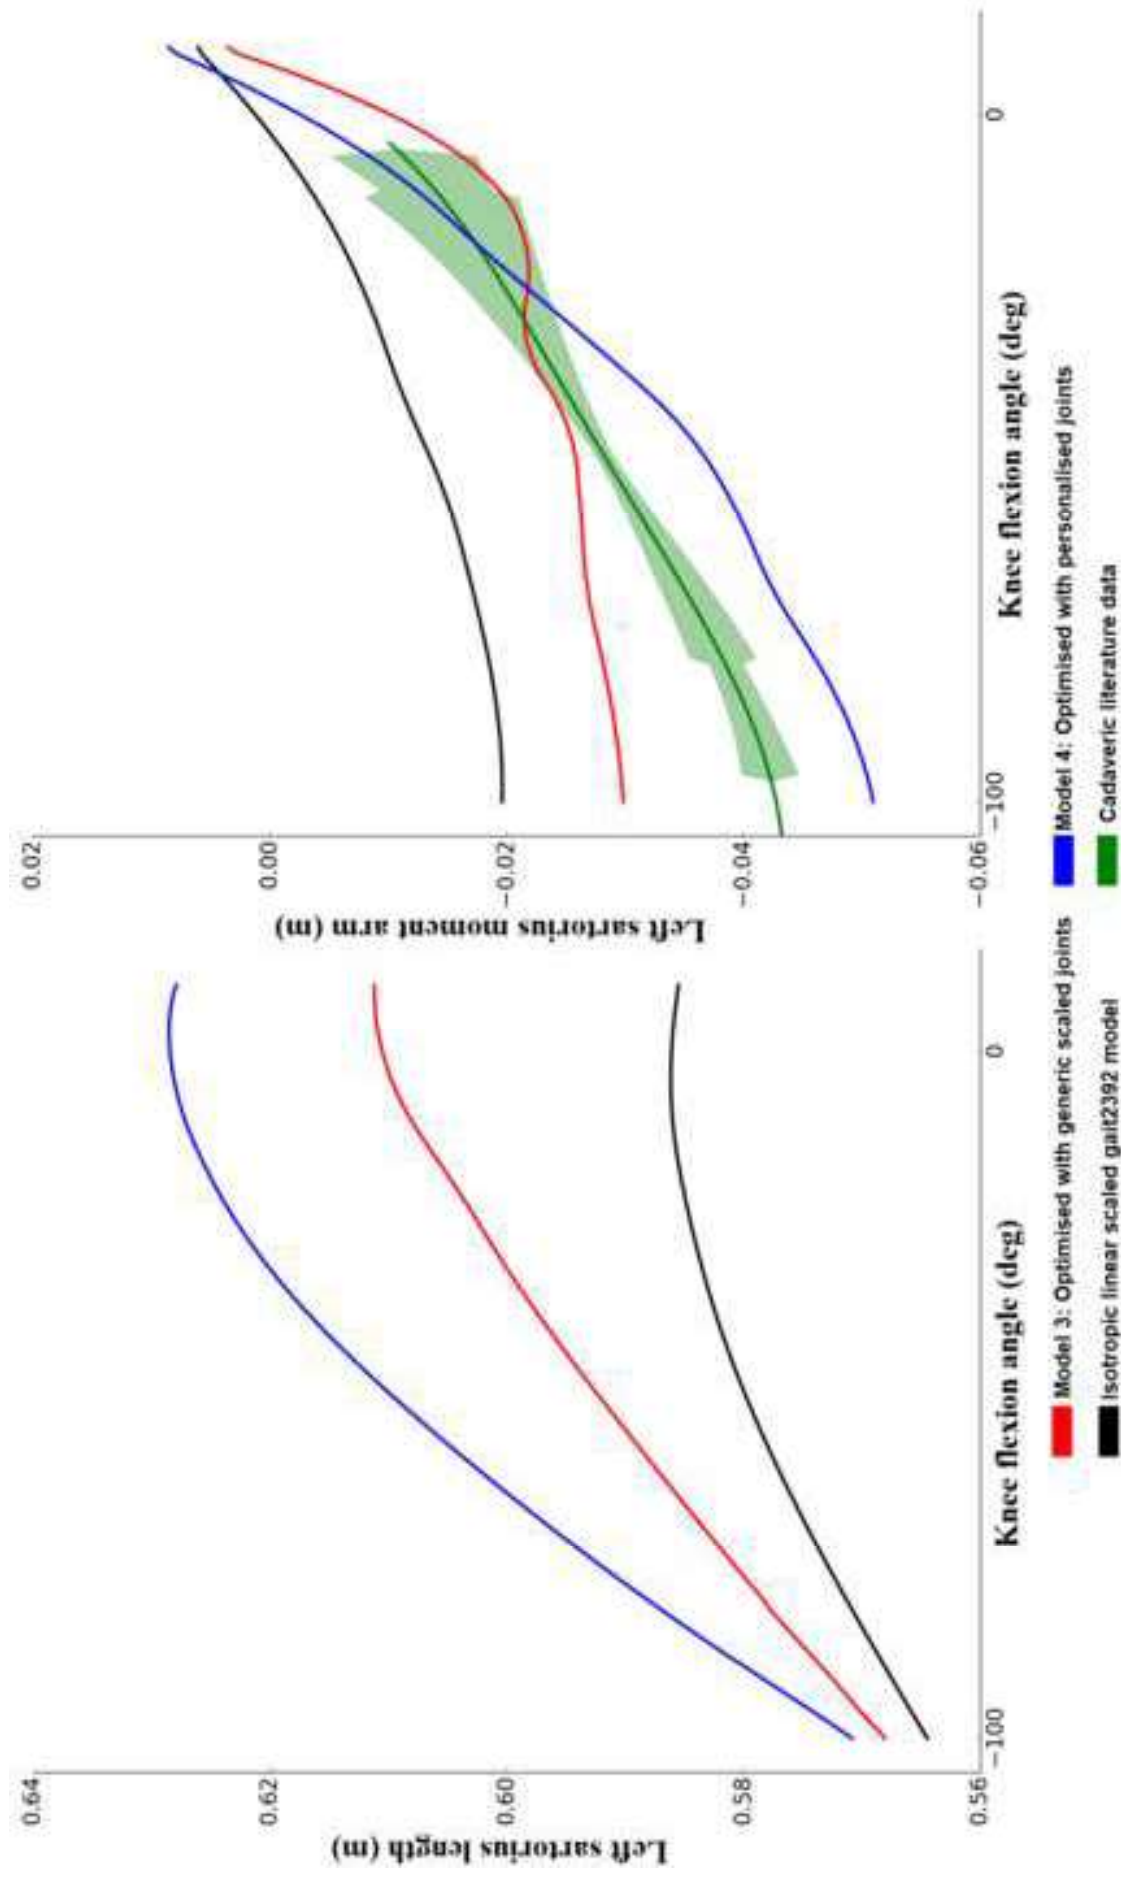 Left sartorius length (m)
0.64
0.62
0.60
0.58
0.56
−100
0
Knee flexion angle (deg)
Left sartorius moment arm (m)
0.02
0.00
−0.02
−0.04
−0.06
−100
0
Knee flexion angle (deg)
Model 3: Optimised with generic scaled joints
Model 4: Optimised with personalised joints
Isotropic linear scaled gait2392 model
Cadaveric literature data